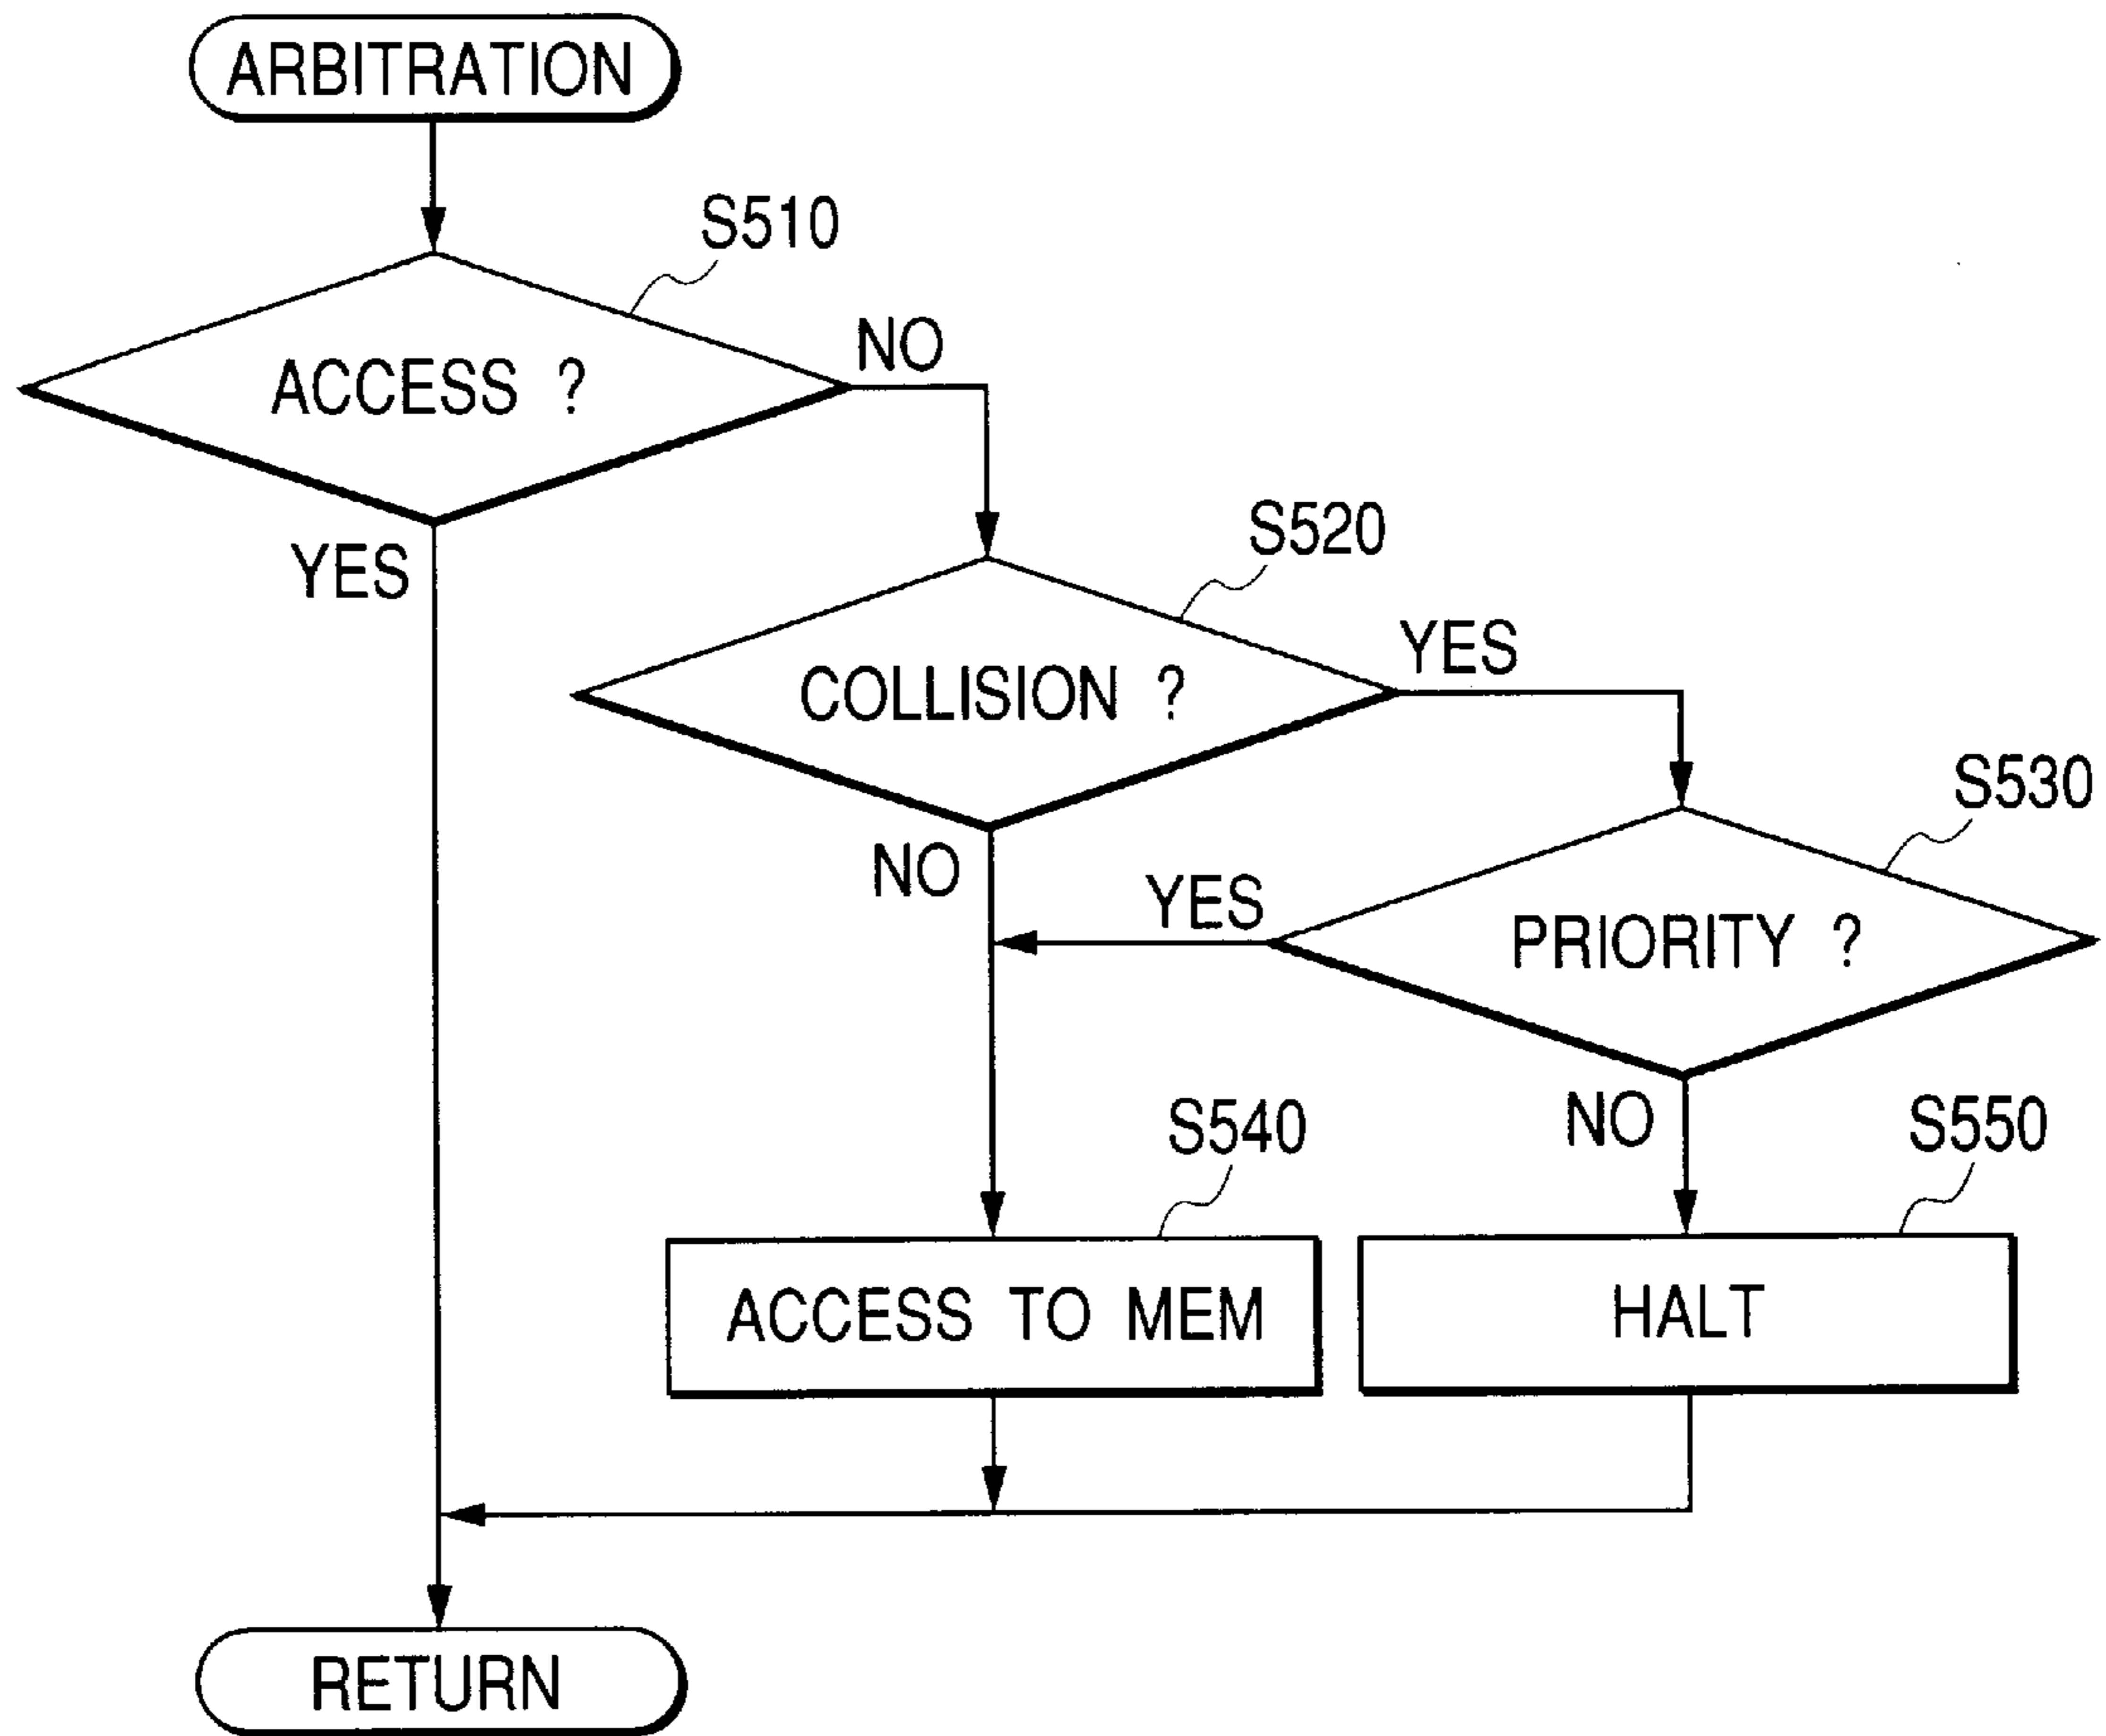 ARBITRATION
S510
ACCESS ?
NO
YES
S520
COLLISION ?
YES
NO
S530
PRIORITY ?
YES
NO
S540
ACCESS TO MEM
S550
HALT
RETURN